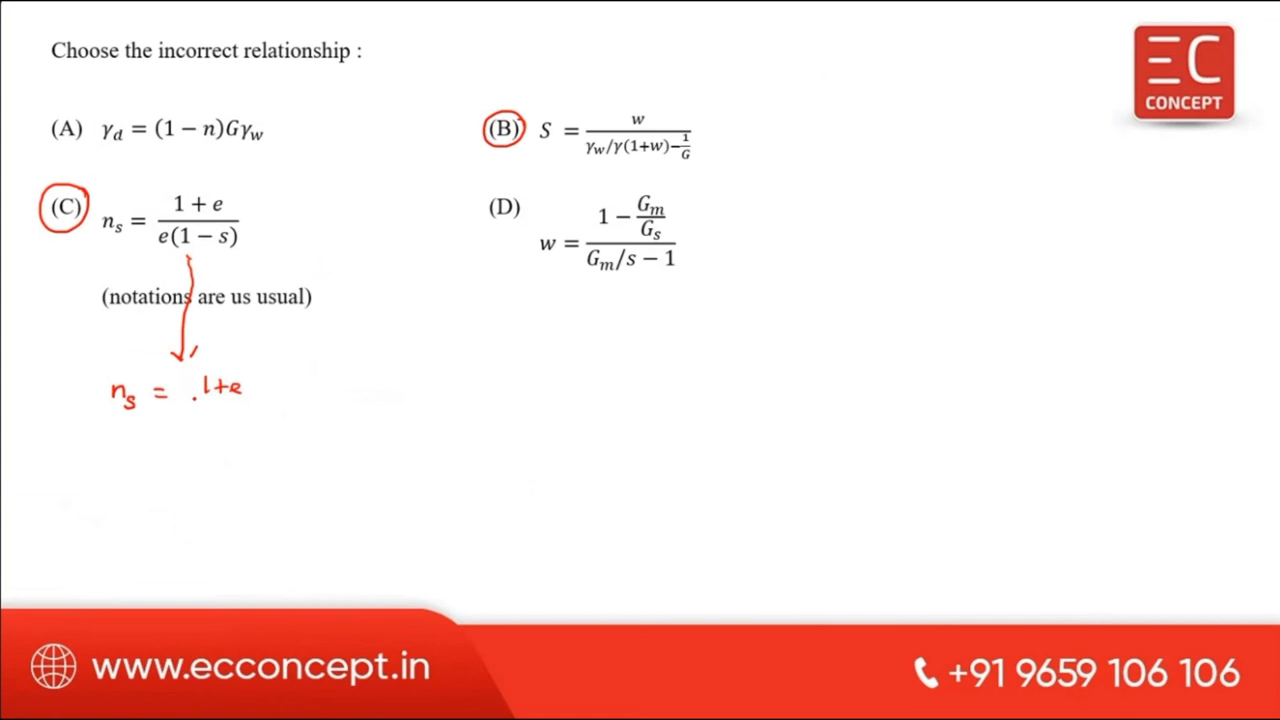 Choose the incorrect relationship :
EC
CONCEPT
(A) γd = (1 − n)Gγw
(B) S = w / (γw/γ(1+w)−1/G)
(C) ns = (1 + e) / (e(1 − s))
(D) w = (1 − Gm/Gs) / (Gm/s − 1)
(notations are us usual)
ns = . 1+e
www.ecconcept.in
+91 9659 106 106